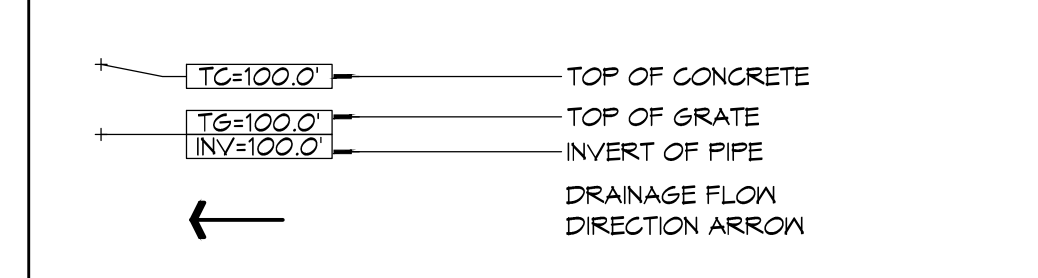 TC=100.0' TOP OF CONCRETE
TG=100.0' TOP OF GRATE
INV=100.0' INVERT OF PIPE
DRAINAGE FLOW
DIRECTION ARROW